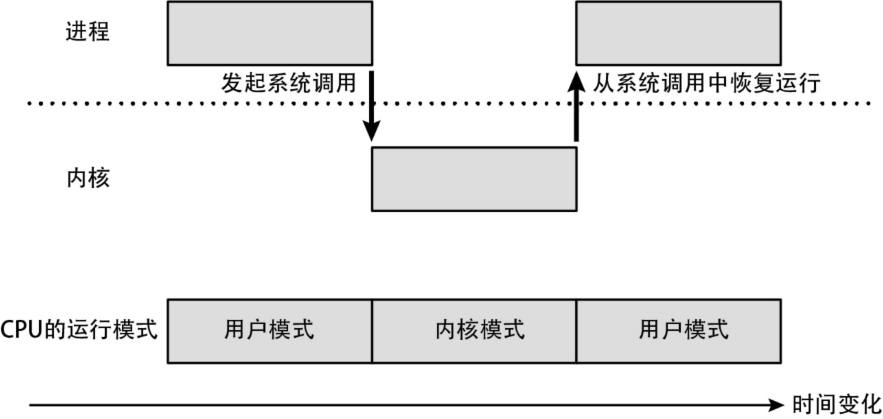 进程
发起系统调用
从系统调用中恢复运行
内核
CPU的运行模式
用户模式
内核模式
用户模式
时间变化